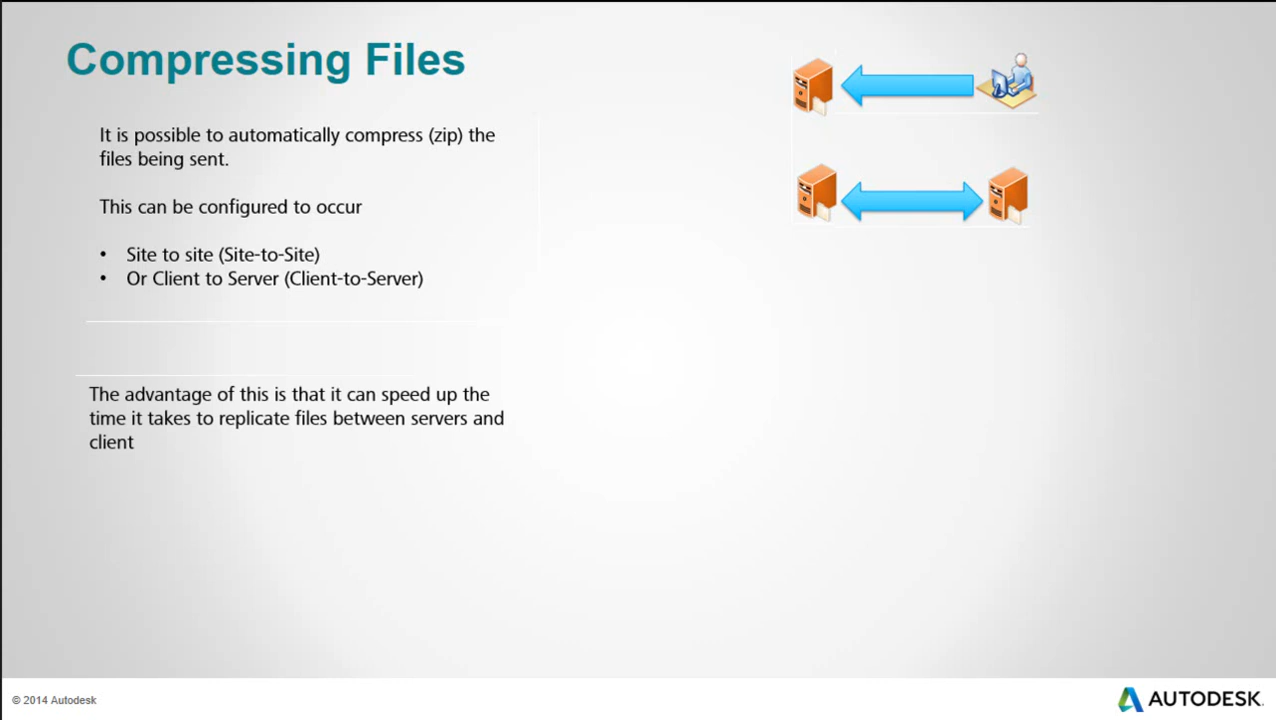 Compressing Files
It is possible to automatically compress (zip) the
files being sent.
This can be configured to occur
• Site to site (Site-to-Site)
• Or Client to Server (Client-to-Server)
The advantage of this is that it can speed up the
time it takes to replicate files between servers and
client
© 2014 Autodesk
AUTODESK.